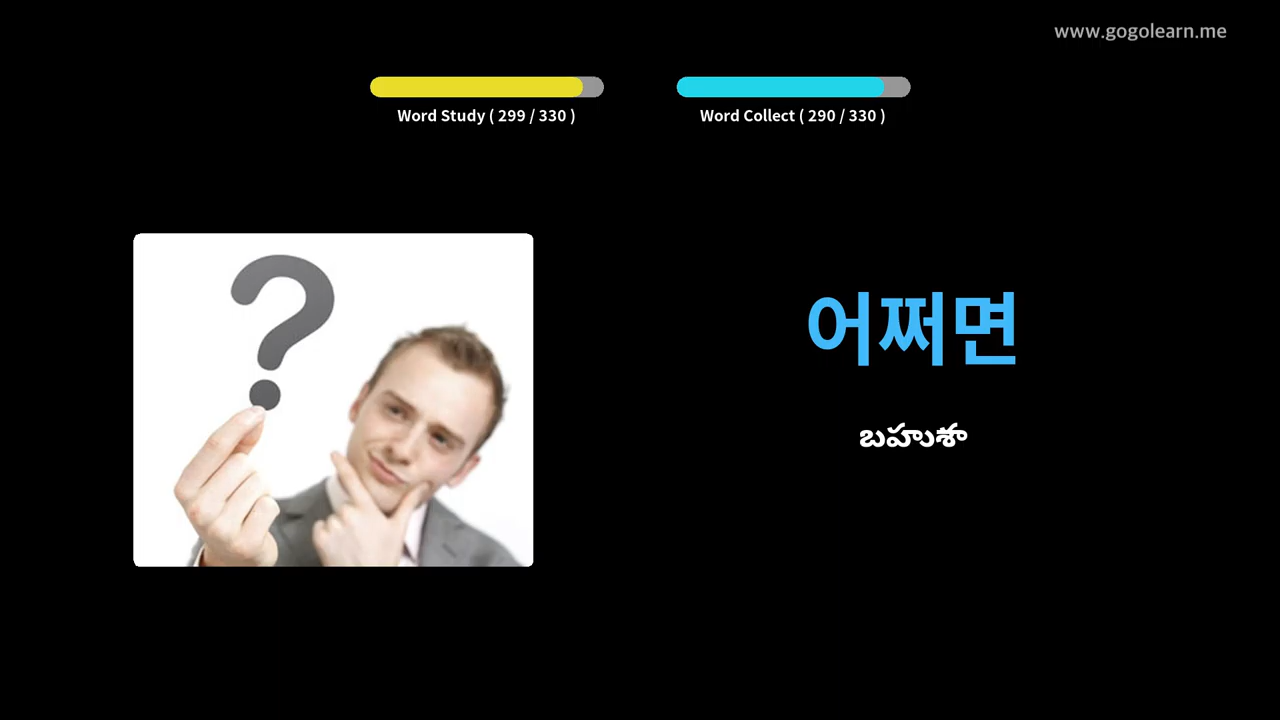 www.gogolearn.me
Word Study ( 299 / 330 )
Word Collect ( 290 / 330 )
?
어쩌면
బహుశా